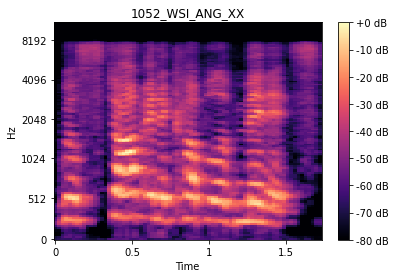 1052_WSI_ANG_XX
+0 dB
8192
-10 dB
4096
-20 dB
-30 dB
2048
Hz
-40 dB
1024
-50 dB
512
-60 dB
-70 dB
0
-80 dB
0
0.5
1
1.5
Time